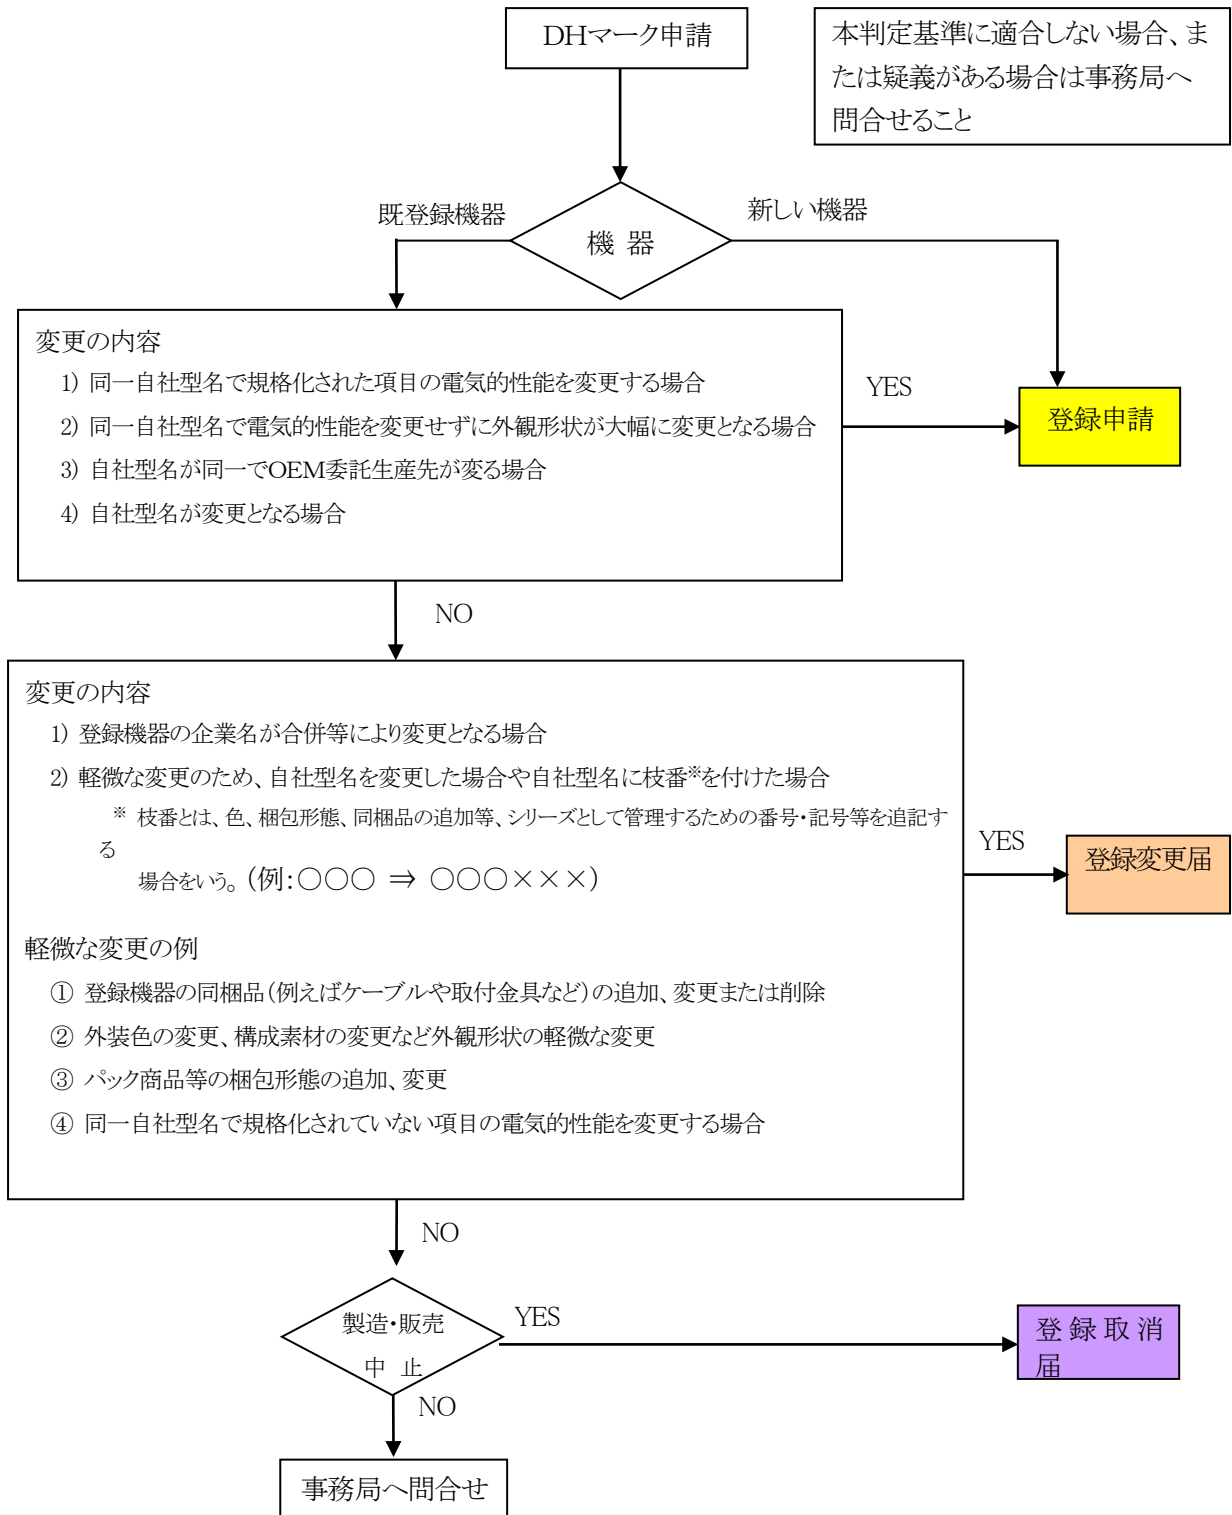 DHマーク申請
本判定基準に適合しない場合、ま
たは疑義がある場合は事務局へ
問合せること
既登録機器
新しい機器
機 器
変更の内容
1) 同一自社型名で規格化された項目の電気的性能を変更する場合
2) 同一自社型名で電気的性能を変更せずに外観形状が大幅に変更となる場合
3) 自社型名が同一でOEM委託生産先が変る場合
4) 自社型名が変更となる場合
YES
登録申請
NO
変更の内容
1) 登録機器の企業名が合併等により変更となる場合
2) 軽微な変更のため、自社型名を変更した場合や自社型名に枝番※を付けた場合
※ 枝番とは、色、梱包形態、同梱品の追加等、シリーズとして管理するための番号・記号等を追記す
る
場合をいう。(例:○○○ ⇒ ○○○×××)
軽微な変更の例
① 登録機器の同梱品(例えばケーブルや取付金具など)の追加、変更または削除
② 外装色の変更、構成素材の変更など外観形状の軽微な変更
③ パック商品等の梱包形態の追加、変更
④ 同一自社型名で規格化されていない項目の電気的性能を変更する場合
YES
登録変更届
NO
製造・販売
中 止
YES
登 録 取 消
届
NO
事務局へ問合せ